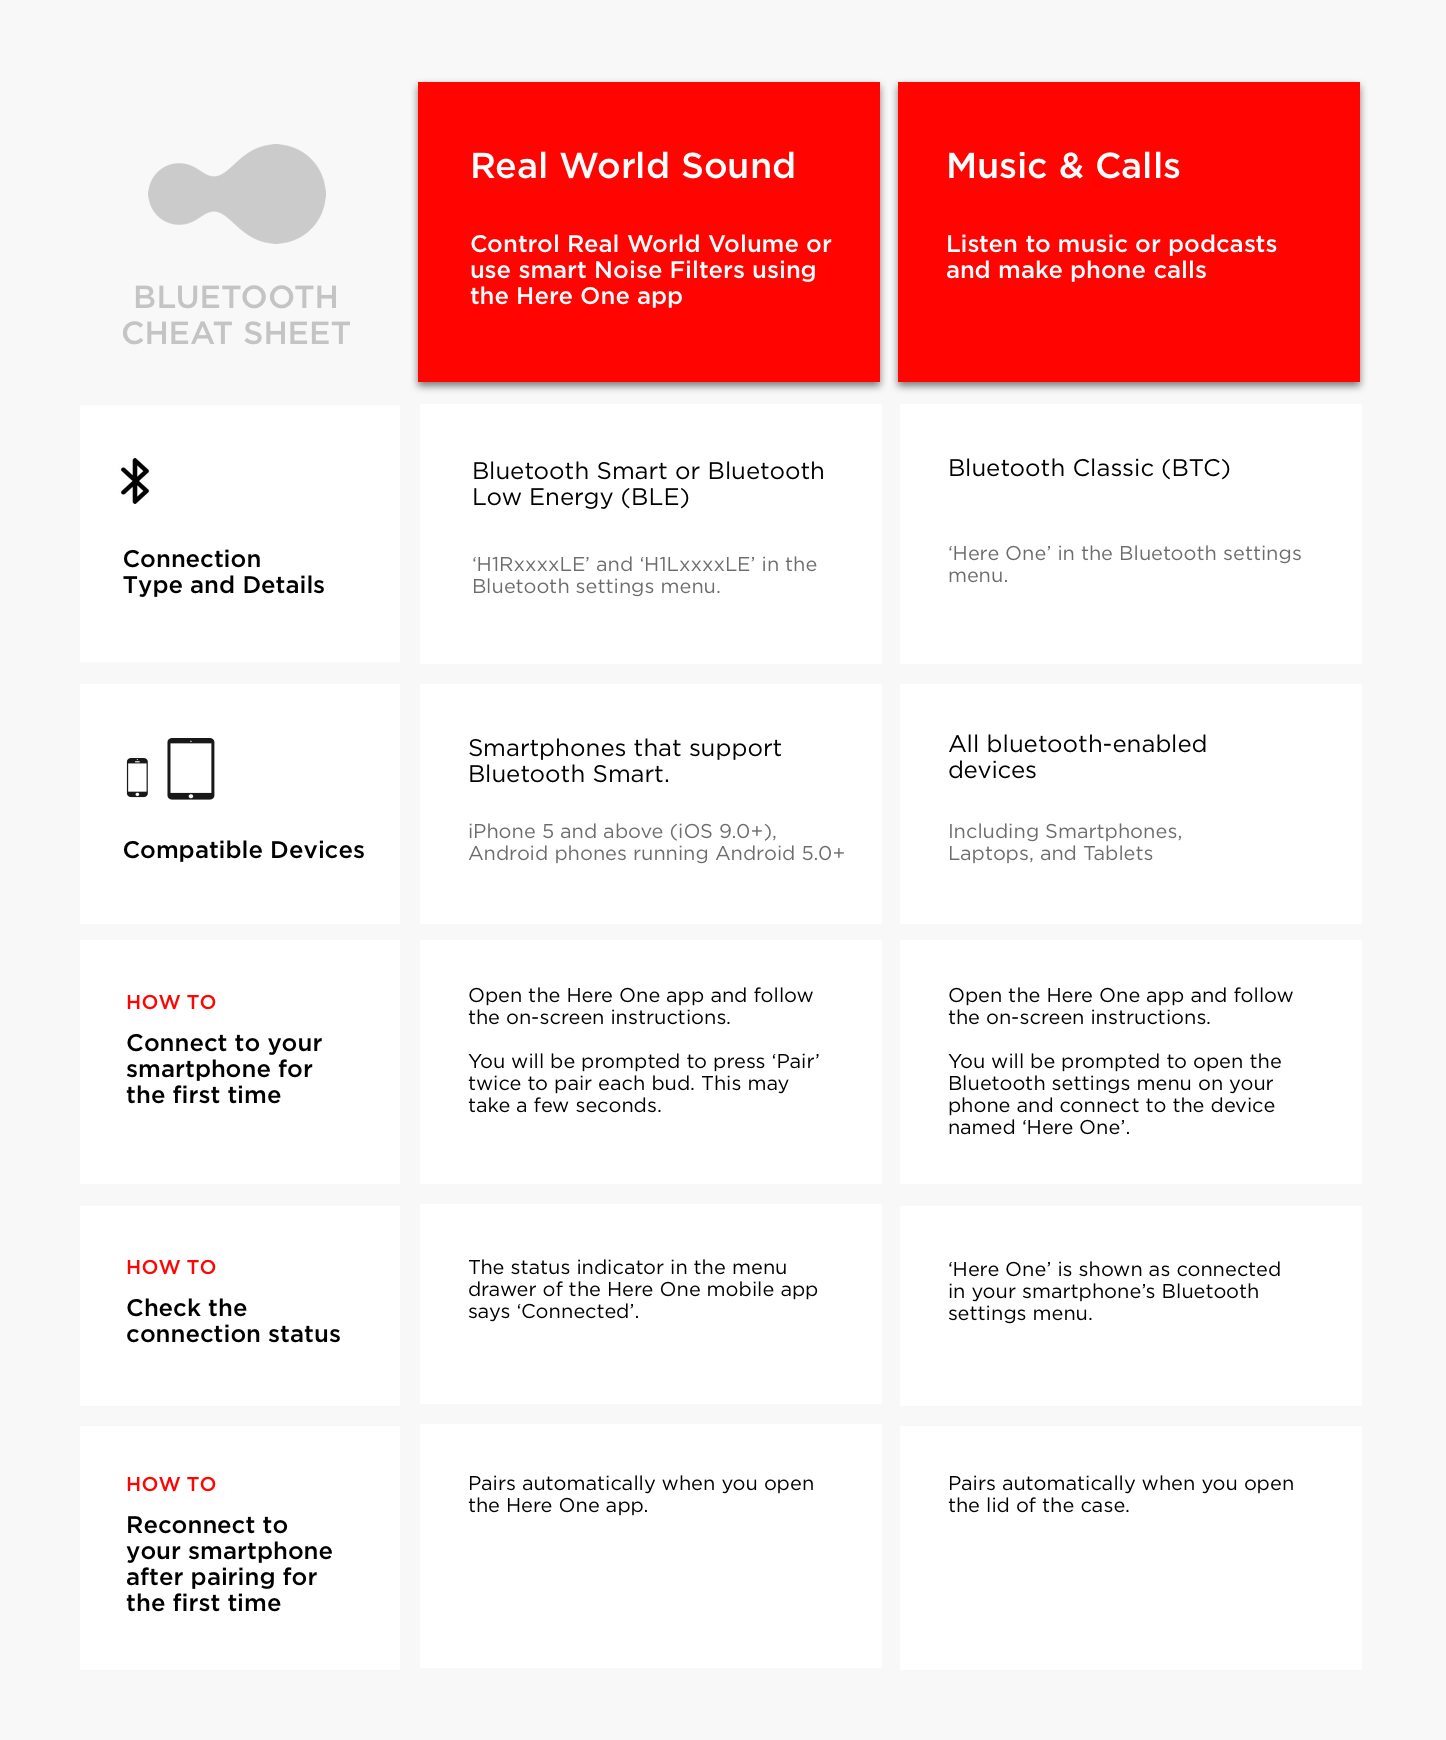 BLUETOOTH
CHEAT SHEET
Real World Sound
Control Real World Volume or
use smart Noise Filters using
the Here One app
Music & Calls
Listen to music or podcasts
and make phone calls
Connection
Type and Details
Bluetooth Smart or Bluetooth
Low Energy (BLE)
‘H1RxxxxLE’ and ‘H1LxxxxLE’ in the
Bluetooth settings menu.
Bluetooth Classic (BTC)
‘Here One’ in the Bluetooth settings
menu.
Compatible Devices
Smartphones that support
Bluetooth Smart.
iPhone 5 and above (iOS 9.0+),
Android phones running Android 5.0+
All bluetooth-enabled
devices
Including Smartphones,
Laptops, and Tablets
HOW TO
Connect to your
smartphone for
the first time
Open the Here One app and follow
the on-screen instructions.
You will be prompted to press ‘Pair’
twice to pair each bud. This may
take a few seconds.
Open the Here One app and follow
the on-screen instructions.
You will be prompted to open the
Bluetooth settings menu on your
phone and connect to the device
named ‘Here One’.
HOW TO
Check the
connection status
The status indicator in the menu
drawer of the Here One mobile app
says ‘Connected’.
‘Here One’ is shown as connected
in your smartphone’s Bluetooth
settings menu.
HOW TO
Reconnect to
your smartphone
after pairing for
the first time
Pairs automatically when you open
the Here One app.
Pairs automatically when you open
the lid of the case.